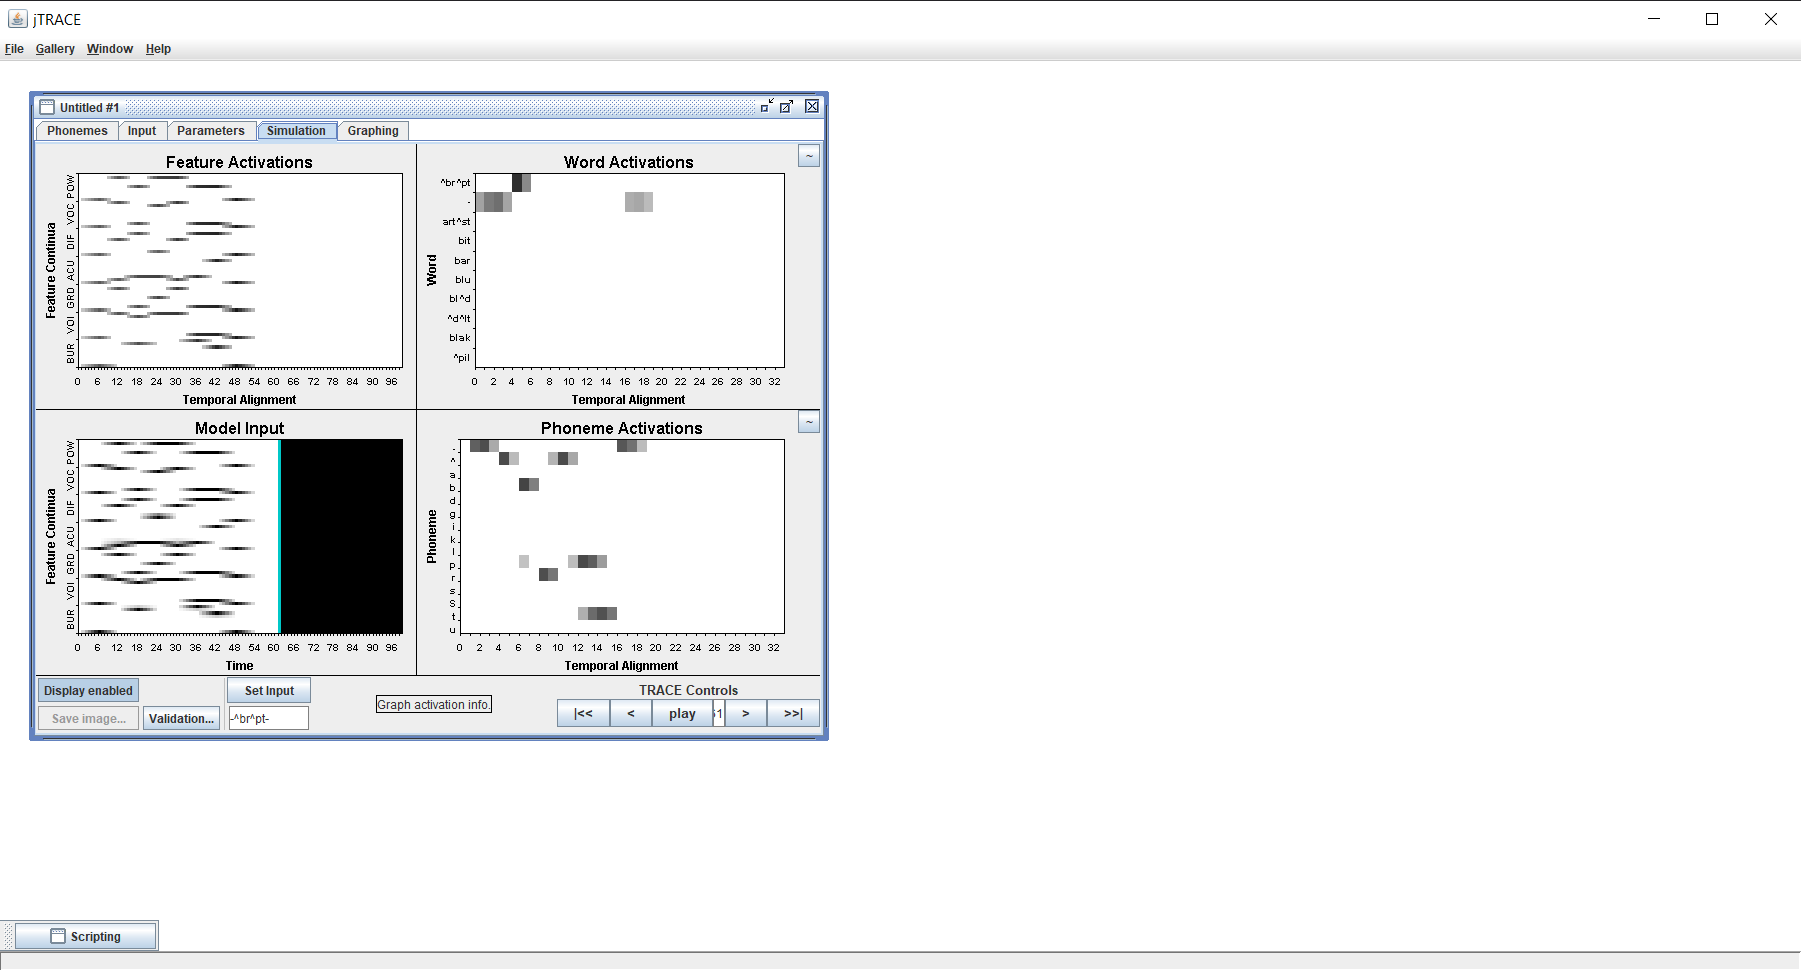 jTRACE
File Gallery Window Help
Untitled #1
Phonemes Input Parameters Simulation Graphing
Feature Activations
Feature Continua
POW
VOC
DIF
ACU
GRD
VOI
BUR
0 6 12 18 24 30 36 42 48 54 60 66 72 78 84 90 96
Temporal Alignment
Word Activations
~
Word
^br^pt
-
art^st
bit
bar
blu
bl^d
^d^lt
blak
^pil
0 2 4 6 8 10 12 14 16 18 20 22 24 26 28 30 32
Temporal Alignment
Model Input
Feature Continua
POW
VOC
DIF
ACU
GRD
VOI
BUR
0 6 12 18 24 30 36 42 48 54 60 66 72 78 84 90 96
Time
Phoneme Activations
~
Phoneme
-
^
a
b
d
g
i
k
l
p
r
s
S
t
u
0 2 4 6 8 10 12 14 16 18 20 22 24 26 28 30 32
Temporal Alignment
Display enabled
Set Input
TRACE Controls
Save image...
Validation...
-^br^pt-
Graph activation info.
|<< < play > >>|
Scripting